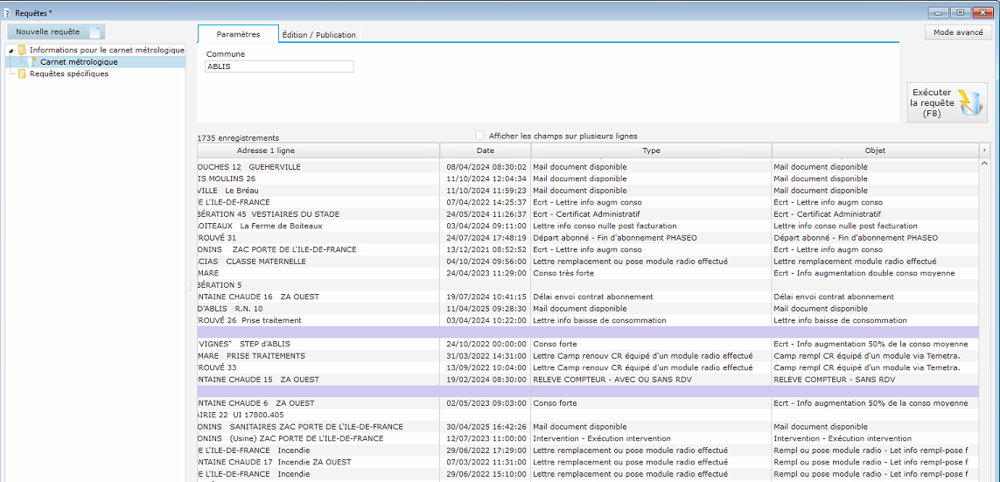 Requêtes *
Nouvelle requête
Informations pour le carnet métrologique
Carnet métrologique
Requêtes spécifiques
Paramètres
Édition / Publication
Mode avancé
Commune
ABLIS
Exécuter
la requête
(F8)
1735 enregistrements
Afficher les champs sur plusieurs lignes
Adresse 1 ligne Date Type Objet
OUCHES 12 GUEHERVILLE 08/04/2024 08:30:02 Mail document disponible Mail document disponible
IS MOULINS 26 11/10/2024 12:04:34 Mail document disponible Mail document disponible
VILLE Le Bréau 11/10/2024 11:59:23 Mail document disponible Mail document disponible
E L'ILE-DE-FRANCE 07/04/2022 14:25:37 Ecrt - Lettre info augm conso Ecrt - Lettre info augm conso
BÉRATION 45 VESTIAIRES DU STADE 24/05/2024 11:26:37 Ecrt - Certificat Administratif Ecrt - Certificat Administratif
BOITEAUX La Ferme de Boiteaux 03/04/2024 09:11:00 Lettre info conso nulle post facturation Lettre info conso nulle post facturation
TROUVÉ 31 24/07/2024 17:48:19 Départ abonné - Fin d'abonnement PHASEO Départ abonné - Fin d'abonnement PHASEO
ONINS ZAC PORTE DE L'ILE-DE-FRANCE 13/12/2021 08:52:52 Ecrt - Lettre info augm conso Ecrt - Lettre info augm conso
CIAS CLASSE MATERNELLE 04/10/2024 09:56:00 Lettre remplacement ou pose module radio effectué Lettre remplacement module radio effectué
MARE 24/04/2023 11:29:00 Conso très forte Ecrt - Info augmentation double conso moyenne
BÉRATION 5
NTAINE CHAUDE 16 ZA OUEST 19/07/2024 10:41:15 Délai envoi contrat abonnement Délai envoi contrat abonnement
D'ABLIS R.N. 10 11/04/2025 09:28:30 Mail document disponible Mail document disponible
TROUVÉ 26 Prise traitement 03/04/2024 10:22:00 Lettre info baisse de consommation Lettre info baisse de consommation
VIGNES" STEP d'ABLIS 24/10/2022 00:00:00 Conso forte Ecrt - Info augmentation 50% de la conso moyenne
MARE PRISE TRAITEMENTS 31/03/2022 14:31:00 Lettre Camp renouv CR équipé d'un module radio effectué Camp rempl CR équipé d'un module via Temetra.
TROUVÉ 33 13/09/2022 10:04:00 Lettre Camp renouv CR équipé d'un module radio effectué Camp rempl CR équipé d'un module via Temetra.
NTAINE CHAUDE 15 ZA OUEST 19/02/2024 08:30:00 RELEVE COMPTEUR - AVEC OU SANS RDV RELEVE COMPTEUR - SANS RDV
NTAINE CHAUDE 6 ZA OUEST 02/05/2023 09:03:00 Conso forte Ecrt - Info augmentation 50% de la conso moyenne
AIRIE 22 UI 17800.405
ONINS SANITAIRES ZAC PORTE DE L'ILE-DE-FRANCE 30/04/2025 16:42:26 Mail document disponible Mail document disponible
ONINS (Usine) ZAC PORTE DE L'ILE-DE-FRANCE 12/07/2023 11:00:00 Intervention - Exécution intervention Intervention - Exécution intervention
E L'ILE-DE-FRANCE Incendie 29/06/2022 17:29:00 Lettre remplacement ou pose module radio effectué Rempl ou pose module radio - Let info rempl-pose f
NTAINE CHAUDE 17 Incendie ZA OUEST 07/03/2022 11:31:00 Lettre remplacement ou pose module radio effectué Rempl ou pose module radio - Let info rempl-pose f
E L'ILE-DE-FRANCE Incendie 29/06/2022 15:10:00 Lettre remplacement ou pose module radio effectué Rempl ou pose module radio - Let info rempl-pose f